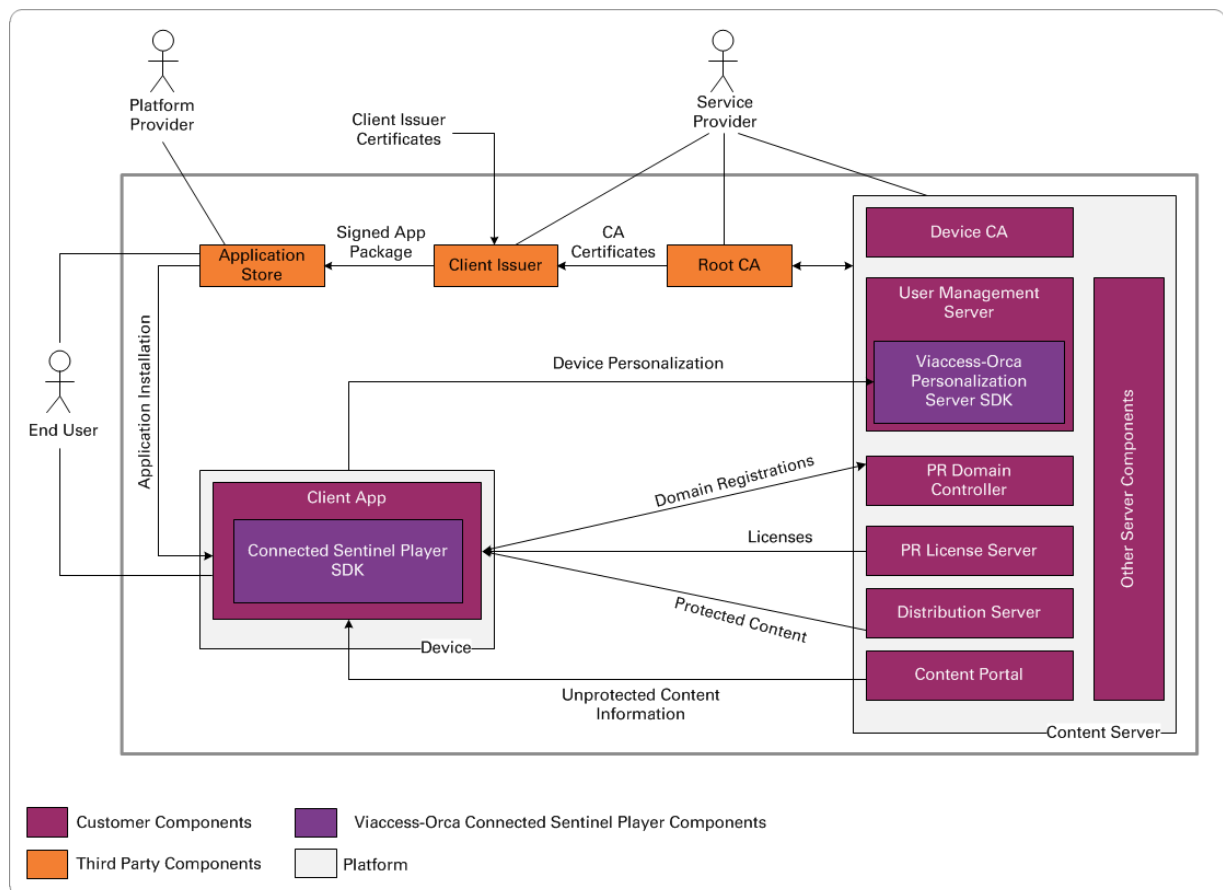 Platform
Provider
Service
Provider
Client Issuer
Certificates
Signed App
Package
CA
Certificates
Application
Store
Client Issuer
Root CA
Device CA
User Management
Server
Viaccess-Orca
Personalization
Server SDK
Device Personalization
End User
Application Installation
Client App
Connected Sentinel Player
SDK
Device
Domain Registrations
Licenses
Protected Content
Unprotected Content
Information
PR Domain
Controller
PR License Server
Distribution Server
Content Portal
Other Server Components
Content Server
Customer Components
Viaccess-Orca Connected Sentinel Player Components
Third Party Components
Platform